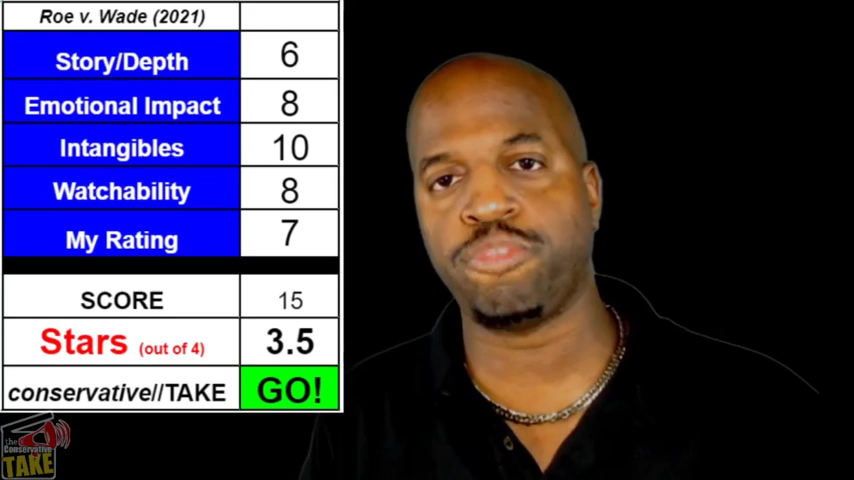 Roe v. Wade (2021)
Story/Depth 6
Emotional Impact 8
Intangibles 10
Watchability 8
My Rating 7
SCORE 15
Stars (out of 4) 3.5
conservative//TAKE GO!
the
Conservative
TAKE